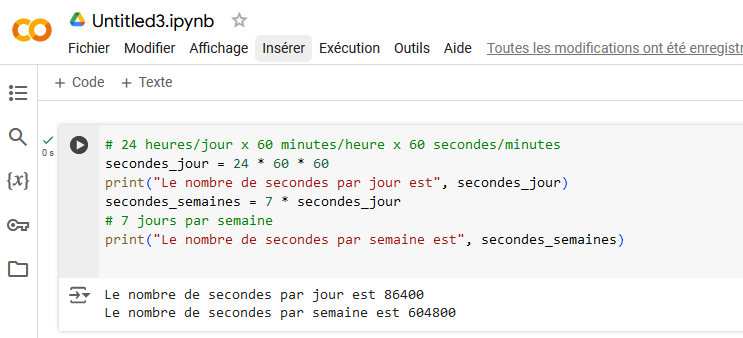 Untitled3.ipynb
Fichier Modifier Affichage Insérer Exécution Outils Aide Toutes les modifications ont été enregistr
+ Code + Texte
0 s
# 24 heures/jour x 60 minutes/heure x 60 secondes/minutes
secondes_jour = 24 * 60 * 60
print("Le nombre de secondes par jour est", secondes_jour)
secondes_semaines = 7 * secondes_jour
# 7 jours par semaine
print("Le nombre de secondes par semaine est", secondes_semaines)
{x}
Le nombre de secondes par jour est 86400
Le nombre de secondes par semaine est 604800